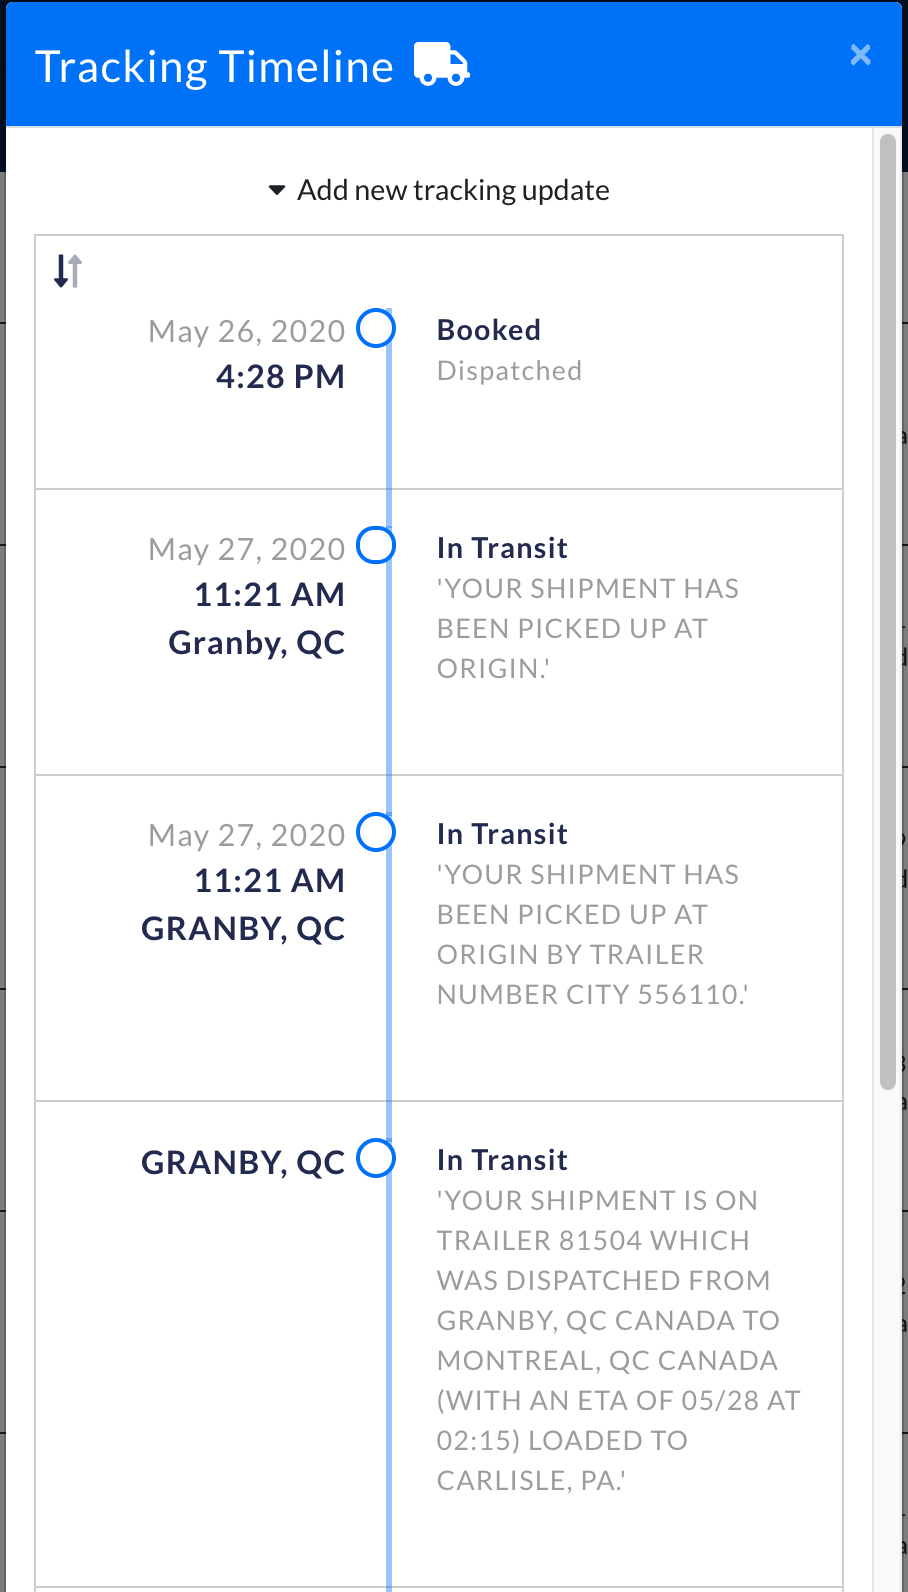 Tracking Timeline
×
Add new tracking update
May 26, 2020
4:28 PM
Booked
Dispatched
May 27, 2020
11:21 AM
Granby, QC
In Transit
'YOUR SHIPMENT HAS
BEEN PICKED UP AT
ORIGIN.'
May 27, 2020
11:21 AM
GRANBY, QC
In Transit
'YOUR SHIPMENT HAS
BEEN PICKED UP AT
ORIGIN BY TRAILER
NUMBER CITY 556110.'
GRANBY, QC
In Transit
'YOUR SHIPMENT IS ON
TRAILER 81504 WHICH
WAS DISPATCHED FROM
GRANBY, QC CANADA TO
MONTREAL, QC CANADA
(WITH AN ETA OF 05/28 AT
02:15) LOADED TO
CARLISLE, PA.'